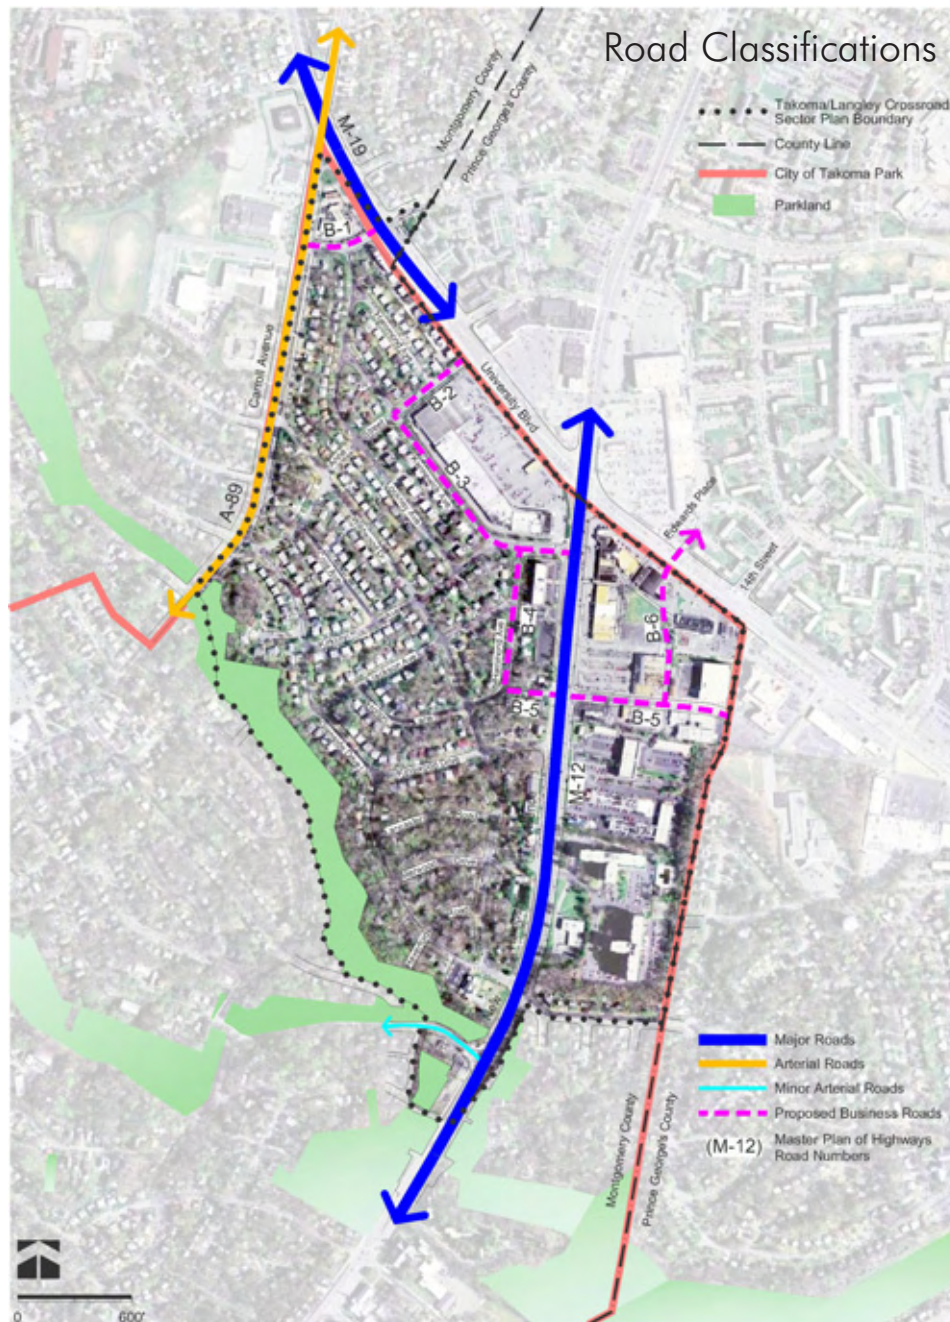 Road Classifications
Takoma/Langley Crossroad
Sector Plan Boundary
County Line
City of Takoma Park
Parkland
Montgomery County
Prince George's County
M-19
B-1
Carroll Avenue
University Blvd
B-2
B-3
A-89
Edwards Place
14th Street
B-4
B-6
B-5
B-5
M-12
Major Roads
Arterial Roads
Minor Arterial Roads
Proposed Business Roads
(M-12)
Master Plan of Highways
Road Numbers
Montgomery County
Prince George's County
0
600'